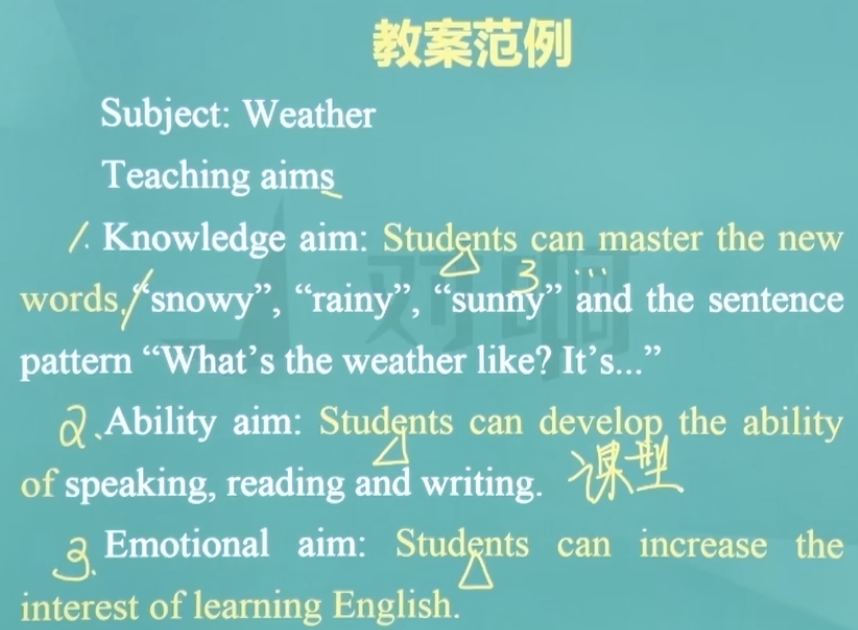 教案范例
Subject: Weather
Teaching aims
1. Knowledge aim: Students can master the new
words, “snowy”, “rainy”, “sunny” and the sentence
3 ...
pattern “What’s the weather like? It’s...”
2、Ability aim: Students can develop the ability
of speaking, reading and writing. 课型
3. Emotional aim: Students can increase the
interest of learning English.